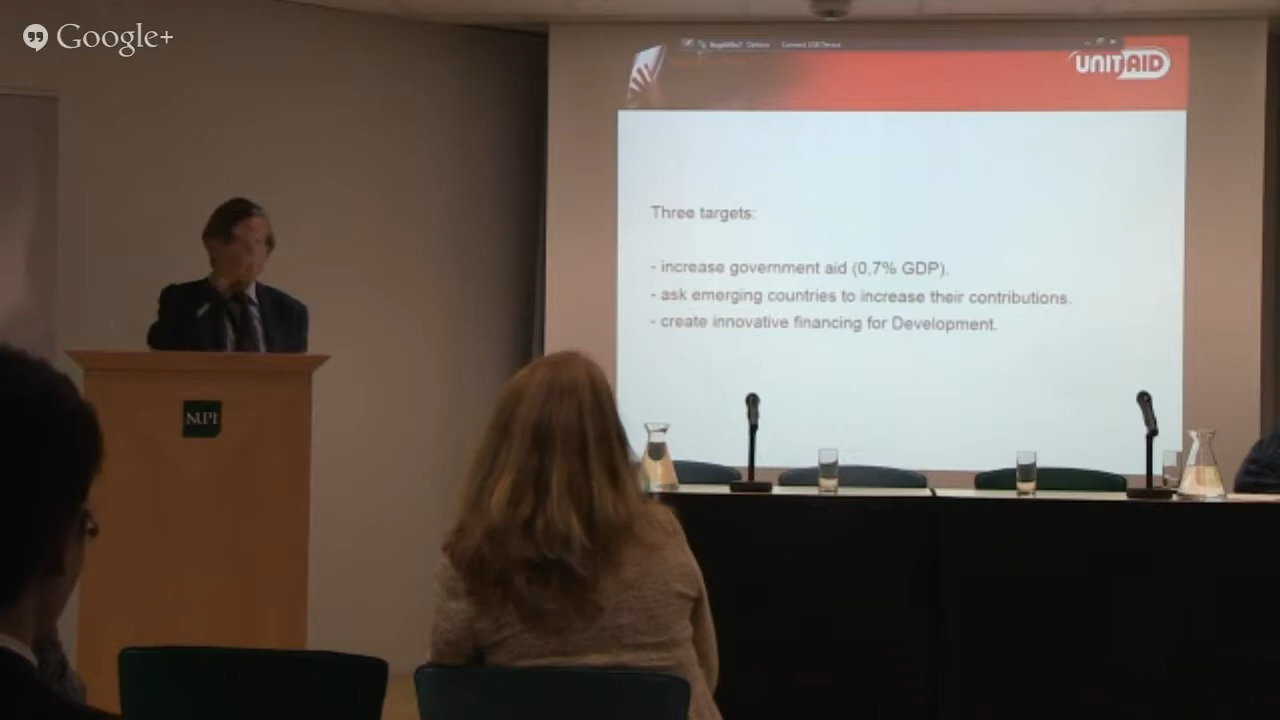 Google+
UNITAID
Three targets:
- increase government aid (0,7% GDP).
- ask emerging countries to increase their contributions.
- create innovative financing for Development.
NUPI